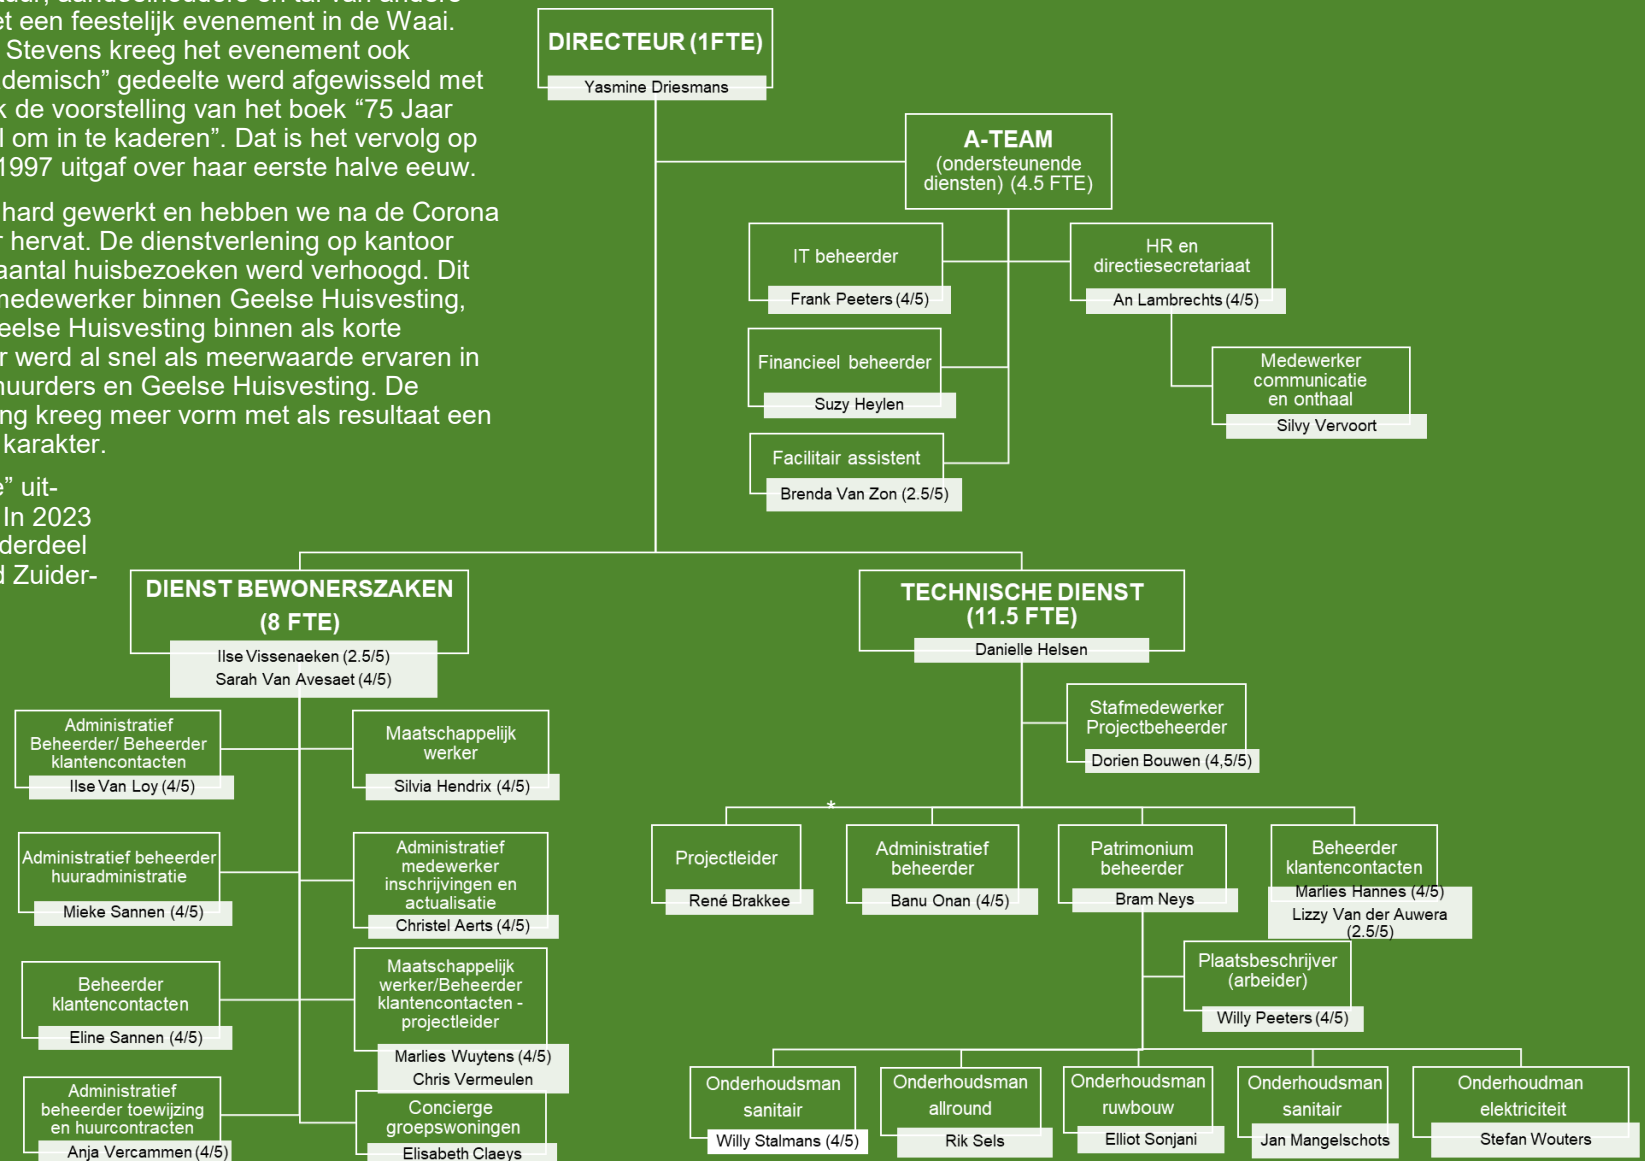 et een feestelijk evenement in de Waai.
Stevens kreeg het evenement ook
demisch” gedeelte werd afgewisseld met
k de voorstelling van het boek “75 Jaar
l om in te kaderen”. Dat is het vervolg op
1997 uitgaf over haar eerste halve eeuw.
hard gewerkt en hebben we na de Corona
r hervat. De dienstverlening op kantoor
aantal huisbezoeken werd verhoogd. Dit
medewerker binnen Geelse Huisvesting,
eelse Huisvesting binnen als korte
r werd al snel als meerwaarde ervaren in
huurders en Geelse Huisvesting. De
ng kreeg meer vorm met als resultaat een
karakter.
e” uit-
In 2023
derdeel
d Zuider-
DIRECTEUR (1FTE)
Yasmine Driesmans
A-TEAM
(ondersteunende
diensten) (4.5 FTE)
IT beheerder
Frank Peeters (4/5)
HR en
directiesecretariaat
An Lambrechts (4/5)
Financieel beheerder
Suzy Heylen
Medewerker
communicatie
en onthaal
Silvy Vervoort
Facilitair assistent
Brenda Van Zon (2.5/5)
DIENST BEWONERSZAKEN
(8 FTE)
Ilse Vissenaeken (2.5/5)
Sarah Van Avesaet (4/5)
Administratief
Beheerder/ Beheerder
klantencontacten
Ilse Van Loy (4/5)
Maatschappelijk
werker
Silvia Hendrix (4/5)
Administratief beheerder
huuradministratie
Mieke Sannen (4/5)
Administratief
medewerker
inschrijvingen en
actualisatie
Christel Aerts (4/5)
Beheerder
klantencontacten
Eline Sannen (4/5)
Maatschappelijk
werker/Beheerder
klantencontacten -
projectleider
Marlies Wuytens (4/5)
Chris Vermeulen
Administratief
beheerder toewijzing
en huurcontracten
Anja Vercammen (4/5)
Concierge
groepswoningen
Elisabeth Claeys
TECHNISCHE DIENST
(11.5 FTE)
Danielle Helsen
Stafmedewerker
Projectbeheerder
Dorien Bouwen (4,5/5)
*
Projectleider
René Brakkee
Administratief
beheerder
Banu Onan (4/5)
Patrimonium
beheerder
Bram Neys
Beheerder
klantencontacten
Marlies Hannes (4/5)
Lizzy Van der Auwera
(2.5/5)
Plaatsbeschrijver
(arbeider)
Willy Peeters (4/5)
Onderhoudsman
sanitair
Willy Stalmans (4/5)
Onderhoudsman
allround
Rik Sels
Onderhoudsman
ruwbouw
Elliot Sonjani
Onderhoudsman
sanitair
Jan Mangelschots
Onderhoudman
elektriciteit
Stefan Wouters